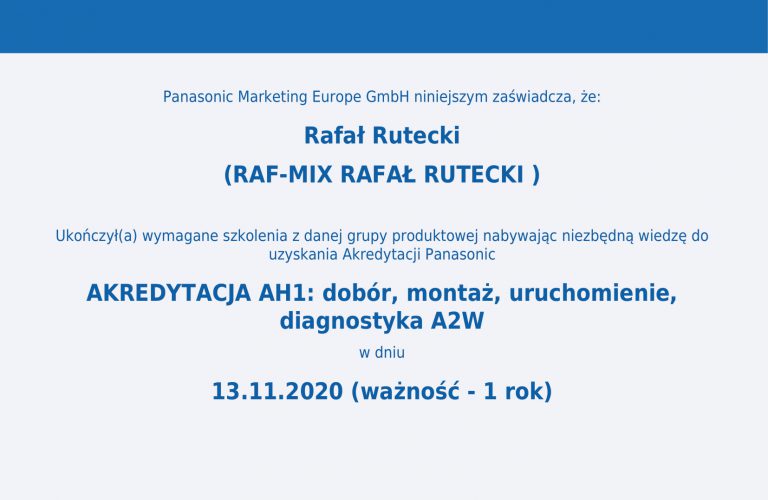 Panasonic Marketing Europe GmbH niniejszym zaświadcza, że:
Rafał Rutecki
(RAF-MIX RAFAŁ RUTECKI )
Ukończył(a) wymagane szkolenia z danej grupy produktowej nabywając niezbędną wiedzę do
uzyskania Akredytacji Panasonic
AKREDYTACJA AH1: dobór, montaż, uruchomienie,
diagnostyka A2W
w dniu
13.11.2020 (ważność - 1 rok)